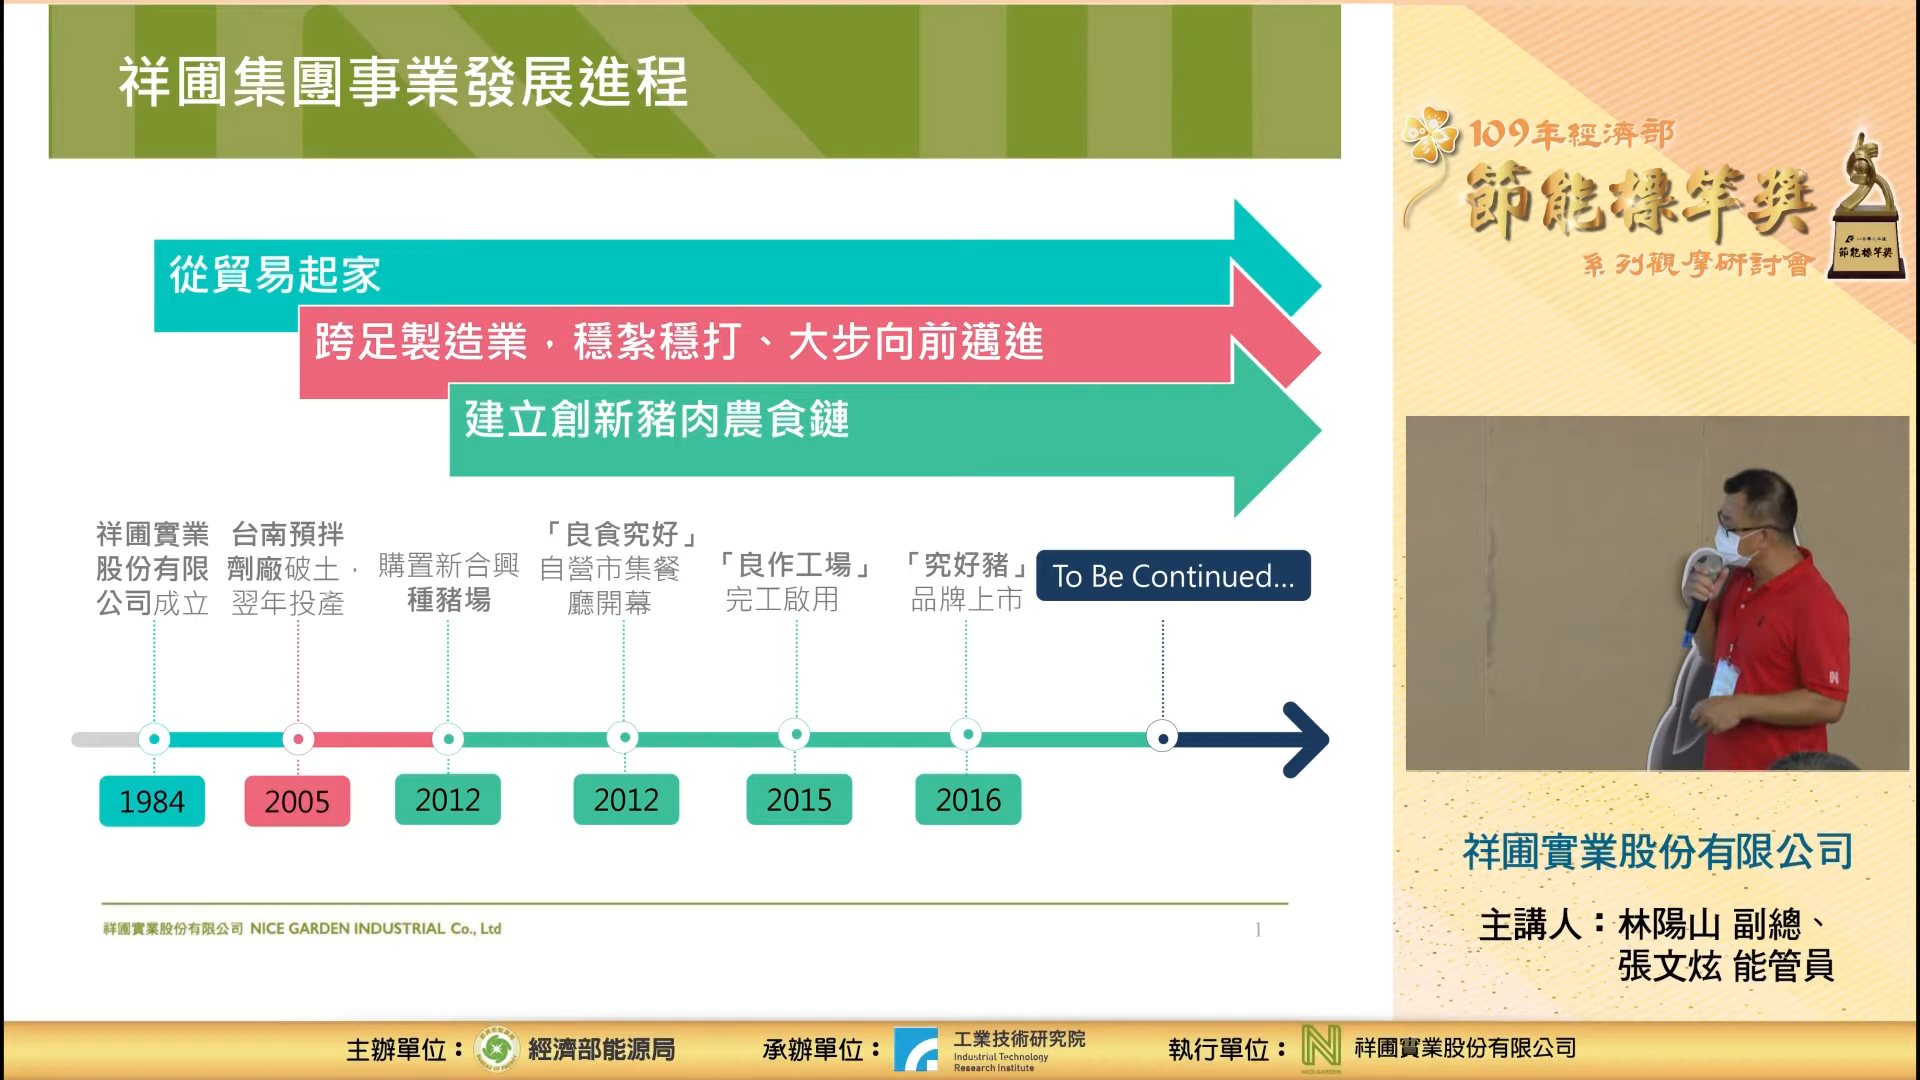 祥圃集團事業發展進程
從貿易起家
跨足製造業，穩紮穩打、大步向前邁進
建立創新豬肉農食鏈
祥圃實業
股份有限
公司成立
台南預拌
劑廠破土，
翌年投產
購置新合興
種豬場
「良食究好」
自營市集餐
廳開幕
「良作工場」
完工啟用
「究好豬」
品牌上市
To Be Continued...
1984
2005
2012
2012
2015
2016
祥圃實業股份有限公司 NICE GARDEN INDUSTRIAL Co., Ltd
1
109年經濟部
節能標竿獎
系列觀摩研討會
節能標竿獎
祥圃實業股份有限公司
主講人：林陽山 副總、
張文炫 能管員
主辦單位：經濟部能源局
承辦單位：工業技術研究院
Industrial Technology
Research Institute
執行單位：祥圃實業股份有限公司
NICE GARDEN